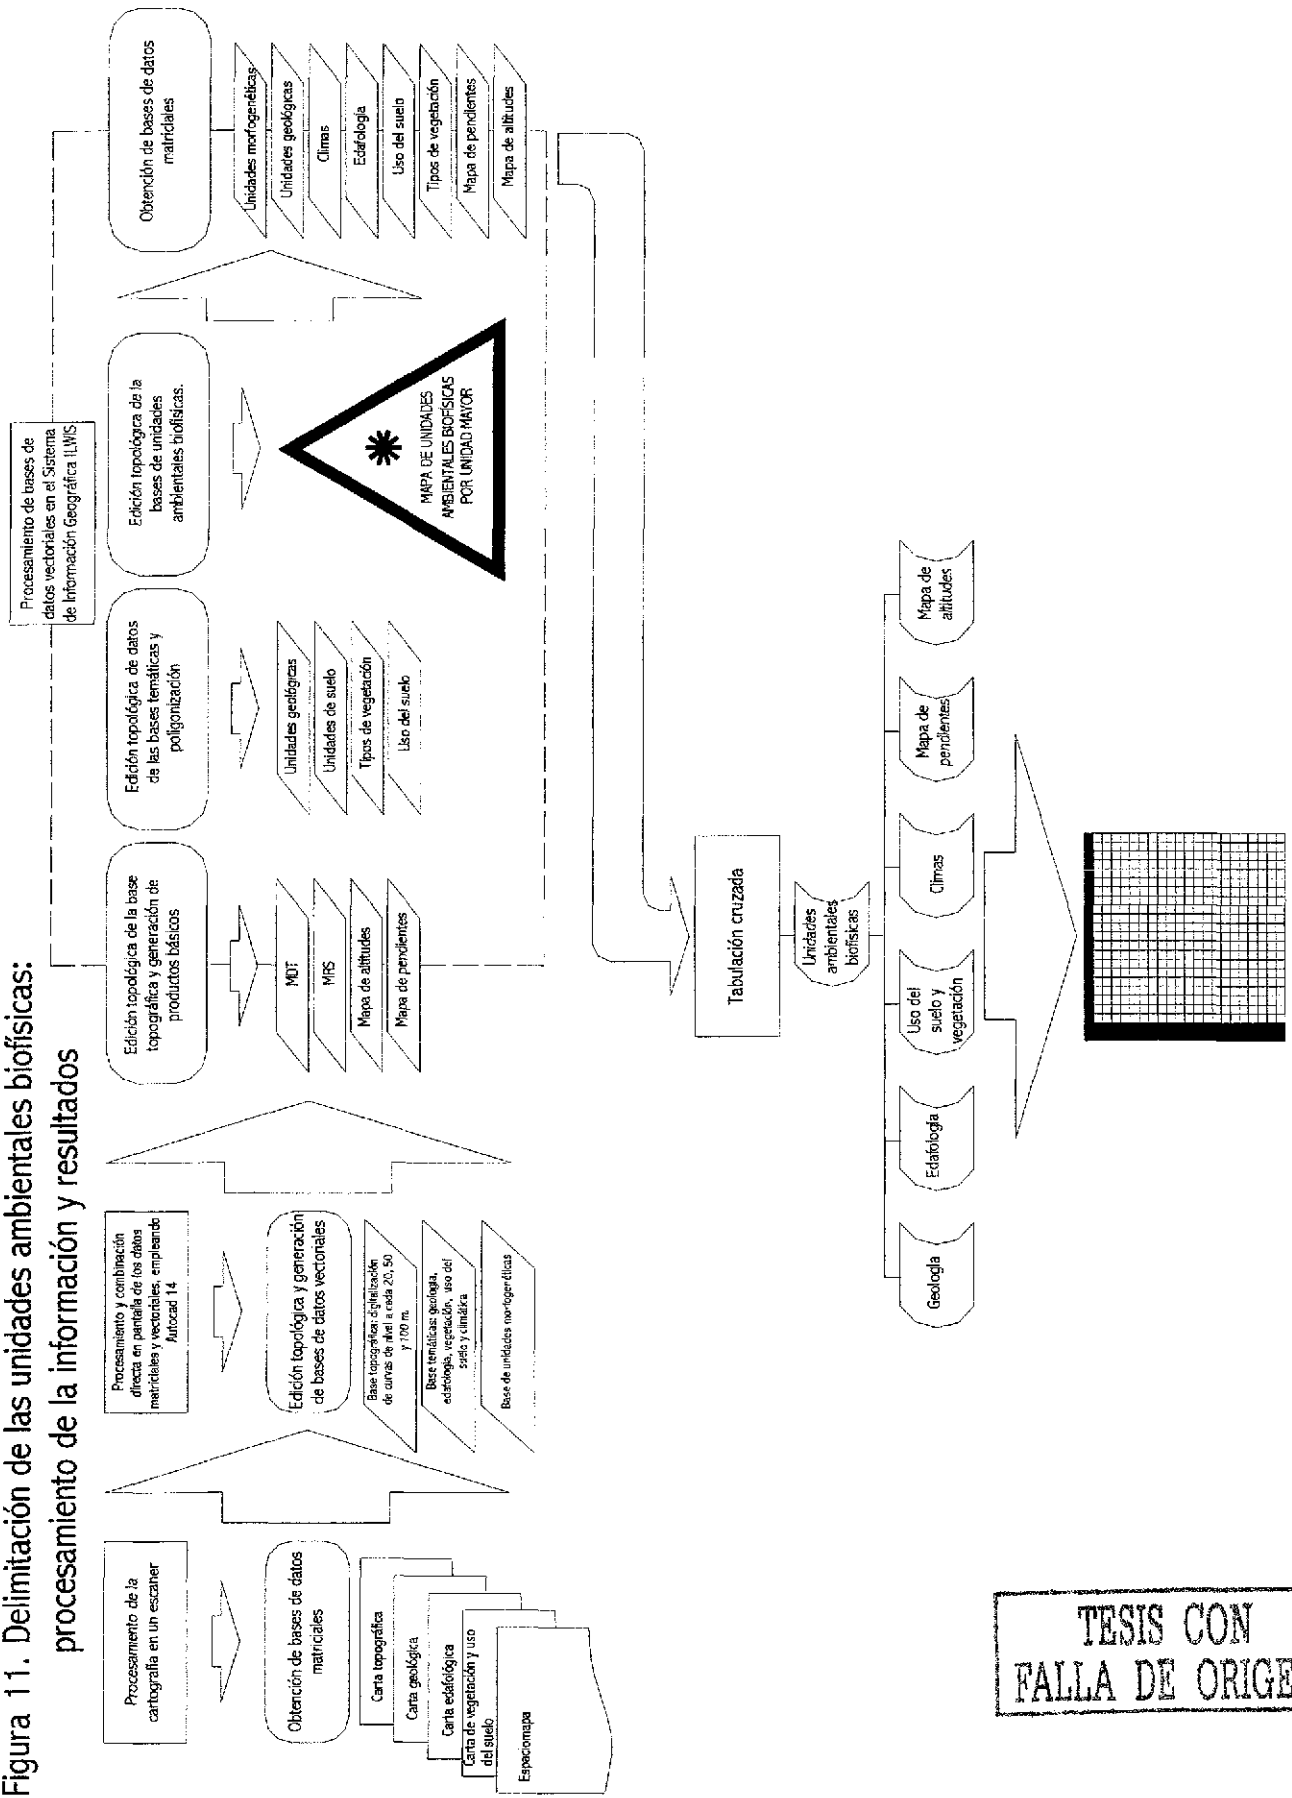 Figura 11. Delimitación de las unidades ambientales biofísicas:
procesamiento de la información y resultados
Procesamiento de la
cartografía en un escaner
Obtención de bases de datos
matriciales
Carta topográfica
Carta geológica
Carta edafológica
Carta de vegetación y uso
del suelo
Espaciomapa
Procesamiento y combinación
directa en pantalla de los datos
matriciales y vectoriales, empleando
Autocad 14
Edición topológica y generación
de bases de datos vectoriales
Base topográfica: digitalización
de curvas de nivel a cada 20, 50
y 100 m.
Base temáticas: geología,
edafología, vegetación, uso del
suelo y climática
Base de unidades morfogenéticas
Procesamiento de bases de
datos vectoriales en el Sistema
de Información Geográfica ILWIS
Edición topológica de la base
topográfica y generación de
productos básicos
MDT
MRS
Mapa de altitudes
Mapa de pendientes
Edición topológica de datos
de las bases temáticas y
poligonización
Unidades geológicas
Unidades de suelo
Tipos de vegetación
Uso del suelo
Edición topológica de la
bases de unidades
ambientales biofísicas.
MAPA DE UNIDADES
AMBIENTALES BIOFÍSICAS
POR UNIDAD MAYOR
Obtención de bases de datos
matriciales
Unidades morfogenéticas
Unidades geológicas
Climas
Edafología
Uso del suelo
Tipos de vegetación
Mapa de pendientes
Mapa de altitudes
Tabulación cruzada
Unidades
ambientales
biofísicas
Geología
Edafología
Uso del
suelo y
vegetación
Climas
Mapa de
pendientes
Mapa de
altitudes
TESIS CON
FALLA DE ORIGE